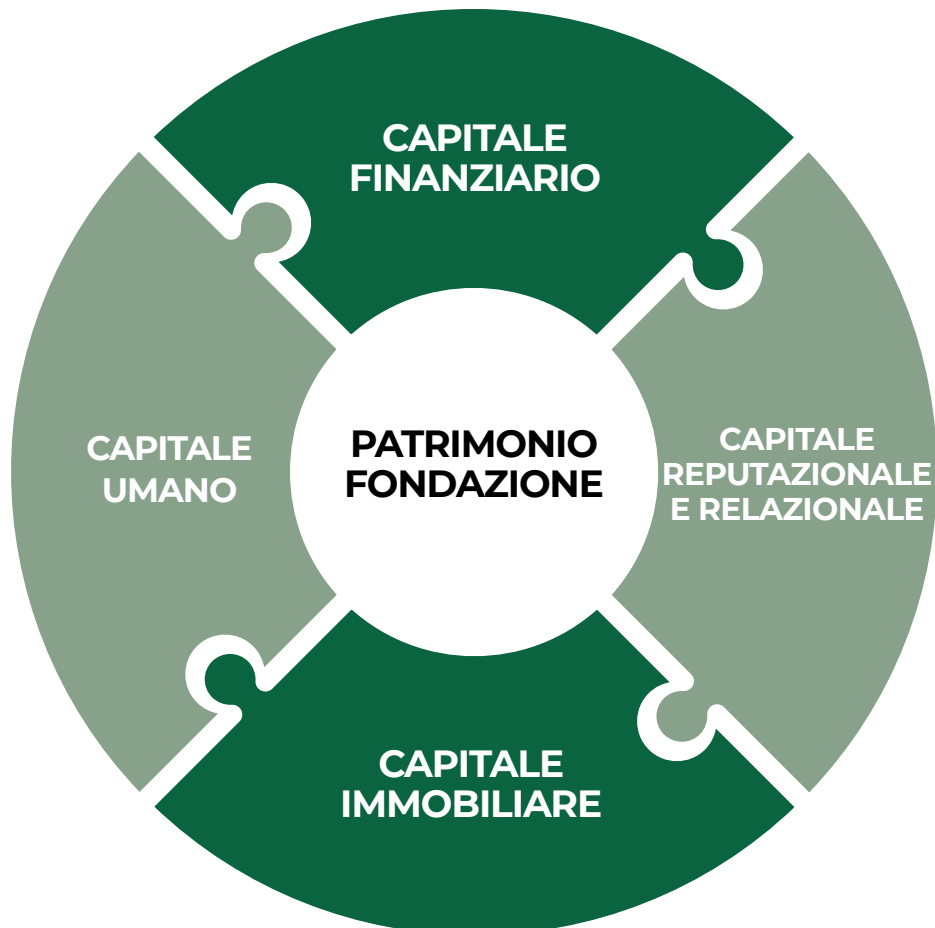 CAPITALE
FINANZIARIO
CAPITALE
UMANO
PATRIMONIO
FONDAZIONE
CAPITALE
REPUTAZIONALE
E RELAZIONALE
CAPITALE
IMMOBILIARE